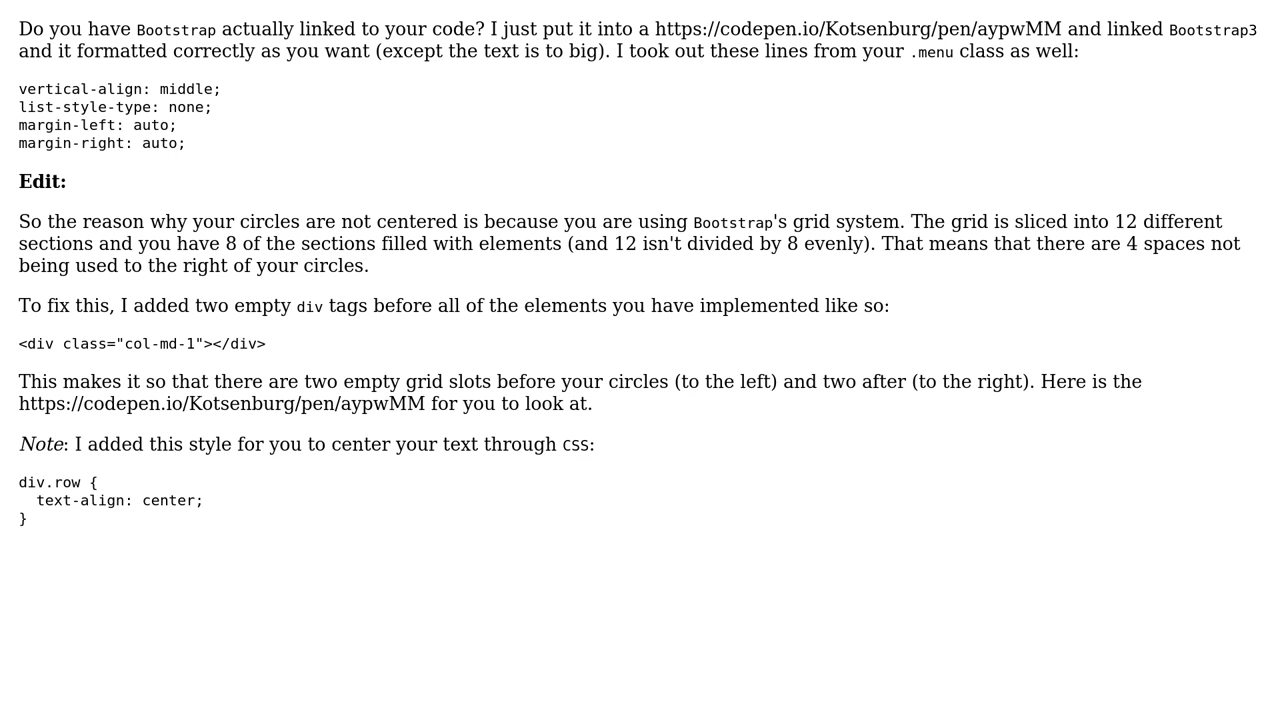 Do you have Bootstrap actually linked to your code? I just put it into a https://codepen.io/Kotsenburg/pen/aypwMM and linked Bootstrap3
and it formatted correctly as you want (except the text is to big). I took out these lines from your .menu class as well:
vertical-align: middle;
list-style-type: none;
margin-left: auto;
margin-right: auto;
Edit:
So the reason why your circles are not centered is because you are using Bootstrap's grid system. The grid is sliced into 12 different
sections and you have 8 of the sections filled with elements (and 12 isn't divided by 8 evenly). That means that there are 4 spaces not
being used to the right of your circles.
To fix this, I added two empty div tags before all of the elements you have implemented like so:
<div class="col-md-1"></div>
This makes it so that there are two empty grid slots before your circles (to the left) and two after (to the right). Here is the
https://codepen.io/Kotsenburg/pen/aypwMM for you to look at.
Note: I added this style for you to center your text through CSS:
div.row {
  text-align: center;
}